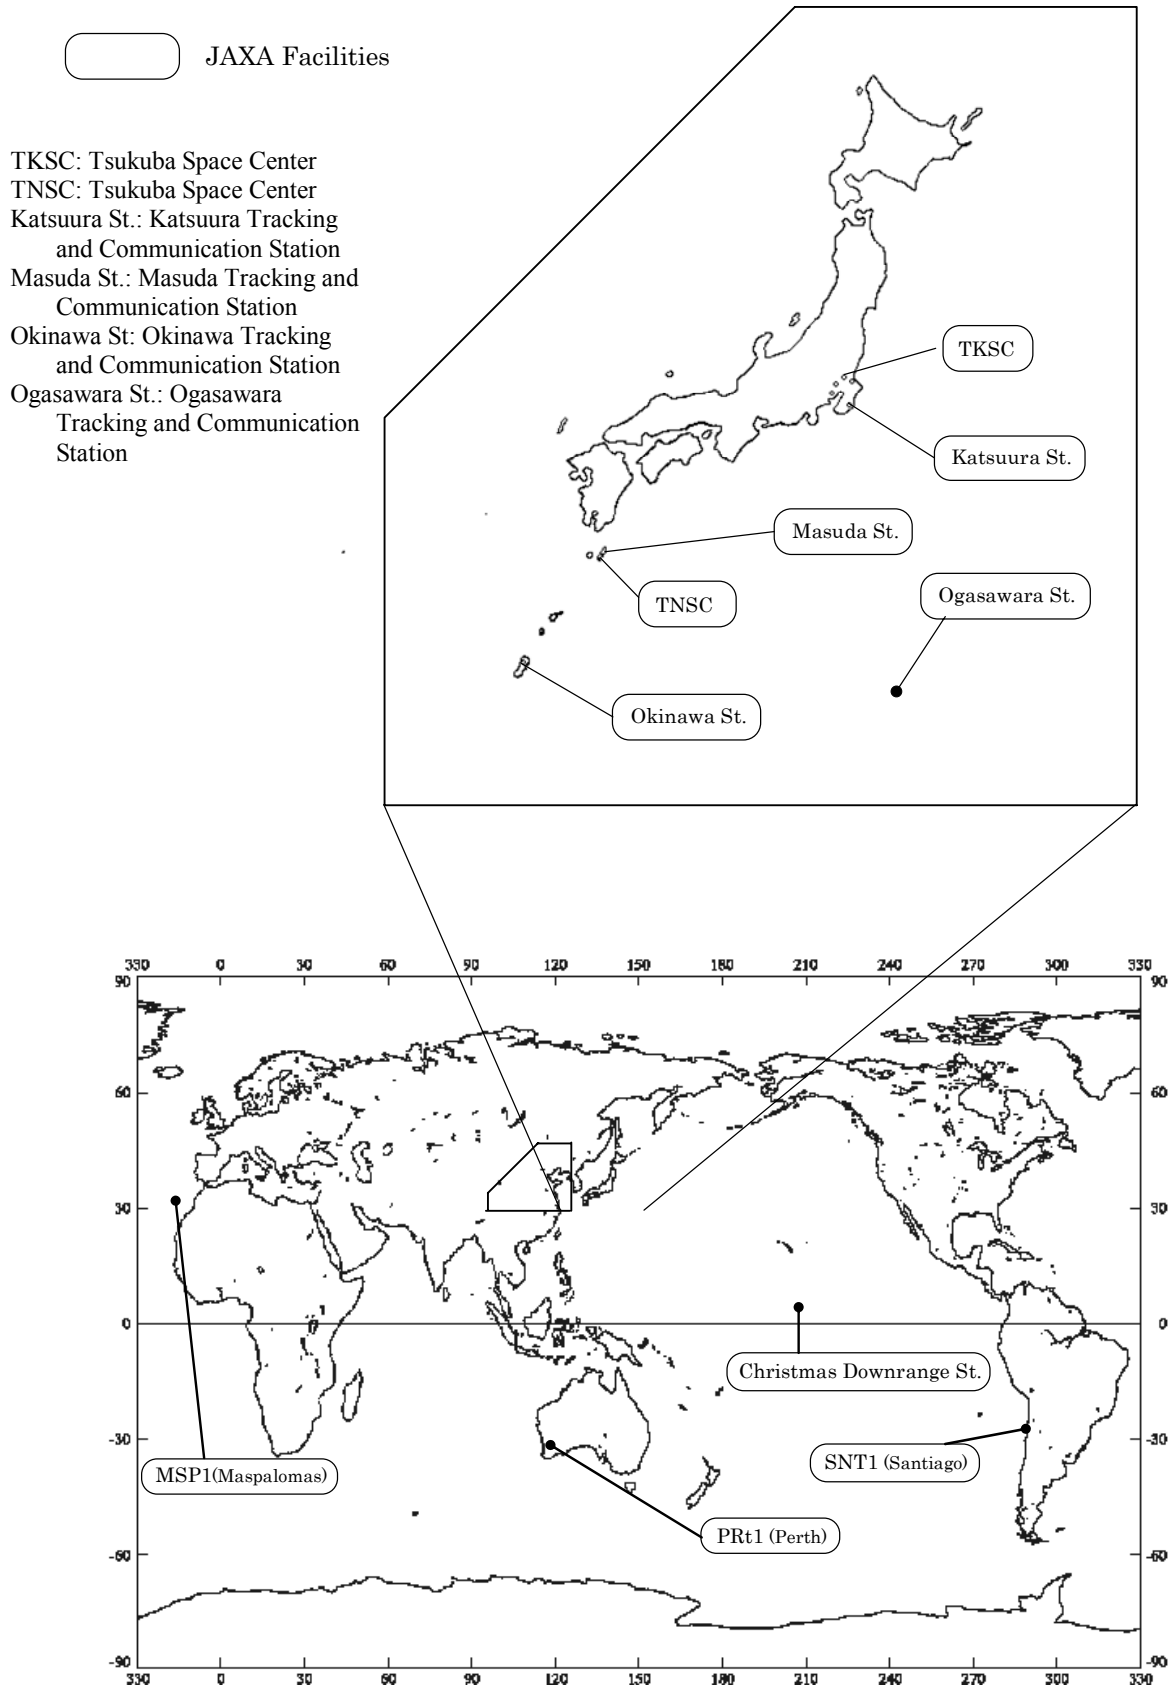 JAXA Facilities
TKSC: Tsukuba Space Center
TNSC: Tsukuba Space Center
Katsuura St.: Katsuura Tracking
and Communication Station
Masuda St.: Masuda Tracking and
Communication Station
Okinawa St: Okinawa Tracking
and Communication Station
Ogasawara St.: Ogasawara
Tracking and Communication
Station
TKSC
Katsuura St.
Masuda St.
TNSC
Ogasawara St.
Okinawa St.
330 0 30 60 90 120 150 180 210 240 270 300 330
90 90
60 60
30 30
0 0
Christmas Downrange St.
-30 -30
MSP1(Maspalomas)
SNT1 (Santiago)
PRt1 (Perth)
-60 -60
-90 -90
330 0 30 60 90 120 150 180 210 240 270 300 330